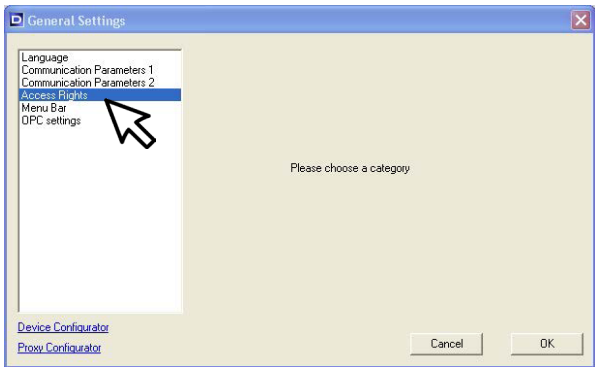 General Settings
Language
Communication Parameters 1
Communication Parameters 2
Access Rights
Menu Bar
OPC settings
Please choose a category
Device Configurator
Proxy Configurator
Cancel
OK